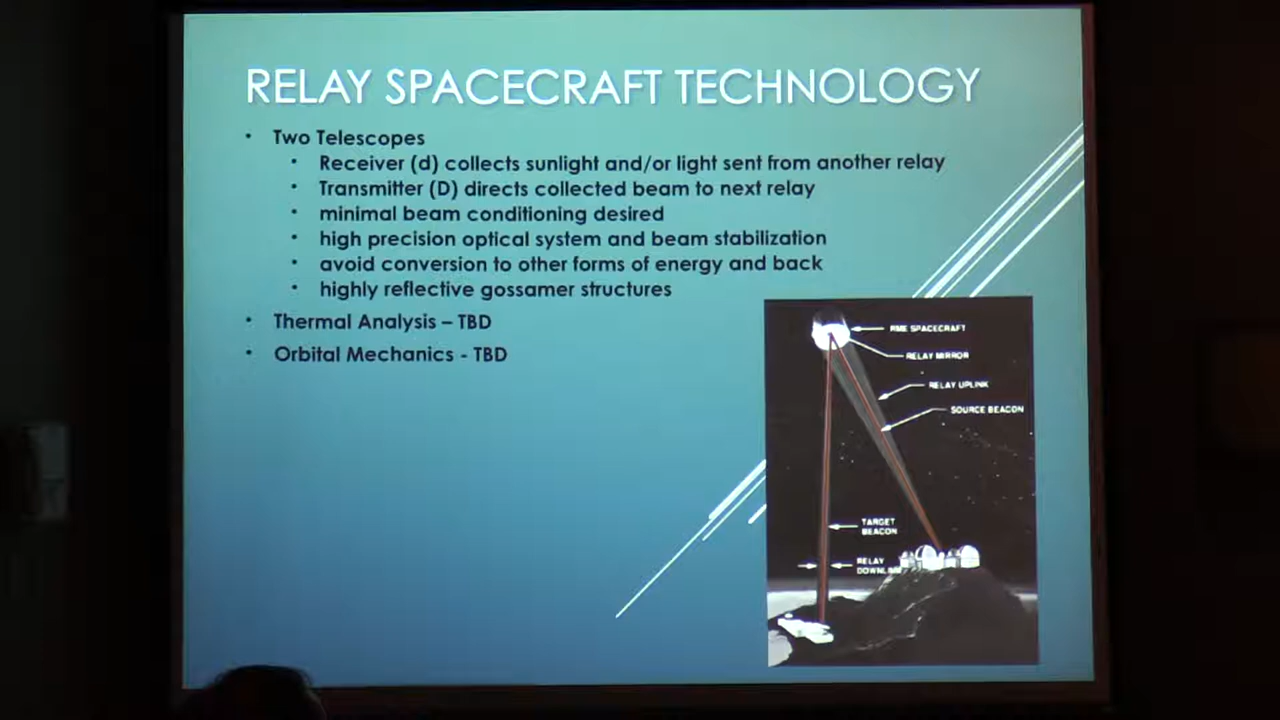 RELAY SPACECRAFT TECHNOLOGY
• Two Telescopes
• Receiver (d) collects sunlight and/or light sent from another relay
• Transmitter (D) directs collected beam to next relay
• minimal beam conditioning desired
• high precision optical system and beam stabilization
• avoid conversion to other forms of energy and back
• highly reflective gossamer structures
• Thermal Analysis – TBD
• Orbital Mechanics - TBD
RME SPACECRAFT
RELAY MIRROR
RELAY UPLINK
SOURCE BEACON
TARGET
BEACON
RELAY